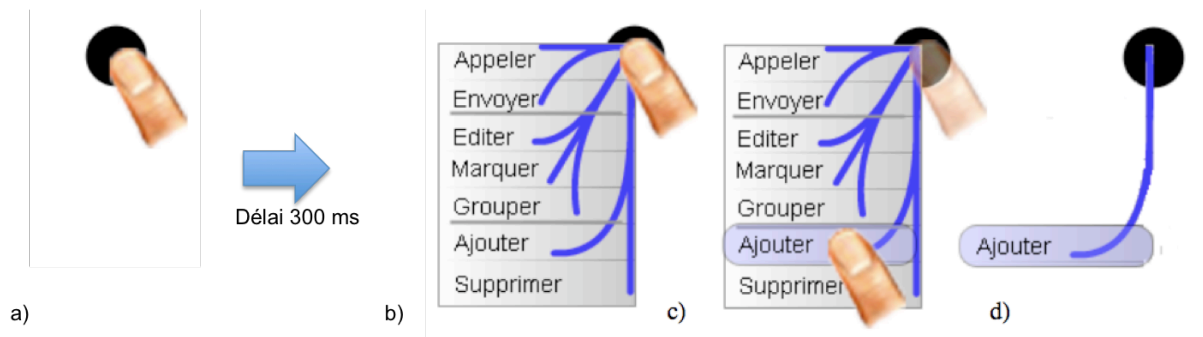 a)
Délai 300 ms
b)
Appeler
Envoyer
Editer
Marquer
Grouper
Ajouter
Supprimer
c)
Appeler
Envoyer
Editer
Marquer
Grouper
Ajouter
Supprimer
d)
Ajouter